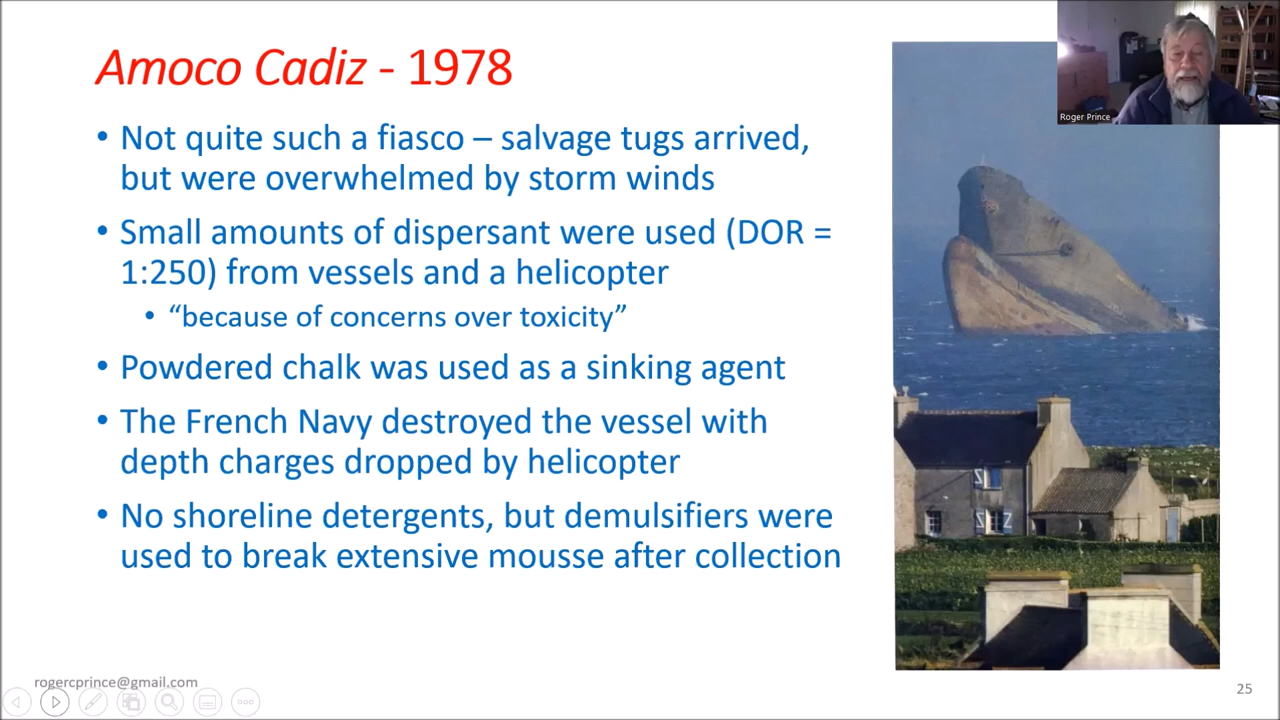 Amoco Cadiz - 1978
• Not quite such a fiasco – salvage tugs arrived,
but were overwhelmed by storm winds
• Small amounts of dispersant were used (DOR =
1:250) from vessels and a helicopter
• “because of concerns over toxicity”
• Powdered chalk was used as a sinking agent
• The French Navy destroyed the vessel with
depth charges dropped by helicopter
• No shoreline detergents, but demulsifiers were
used to break extensive mousse after collection
Roger Prince
rogercprince@gmail.com
25